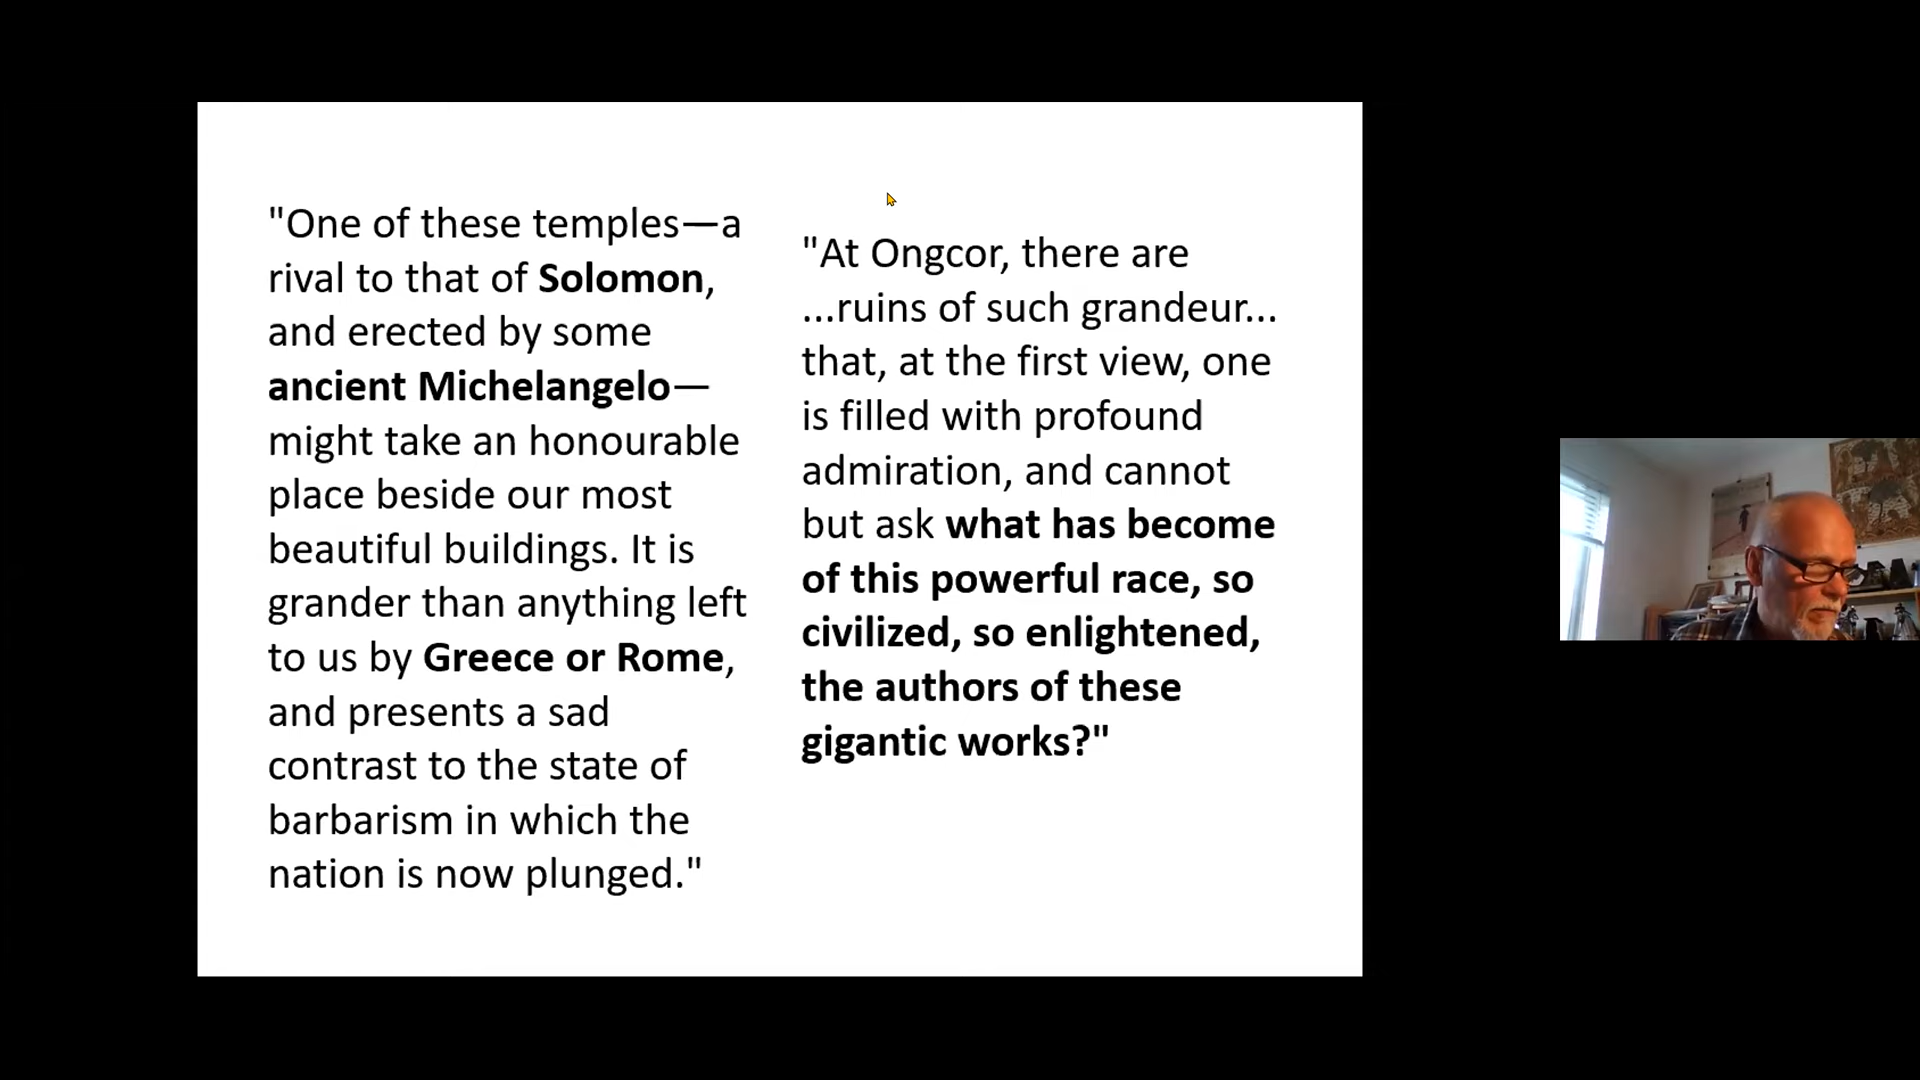 "One of these temples—a
rival to that of Solomon,
and erected by some
ancient Michelangelo—
might take an honourable
place beside our most
beautiful buildings. It is
grander than anything left
to us by Greece or Rome,
and presents a sad
contrast to the state of
barbarism in which the
nation is now plunged."
"At Ongcor, there are
...ruins of such grandeur...
that, at the first view, one
is filled with profound
admiration, and cannot
but ask what has become
of this powerful race, so
civilized, so enlightened,
the authors of these
gigantic works?"